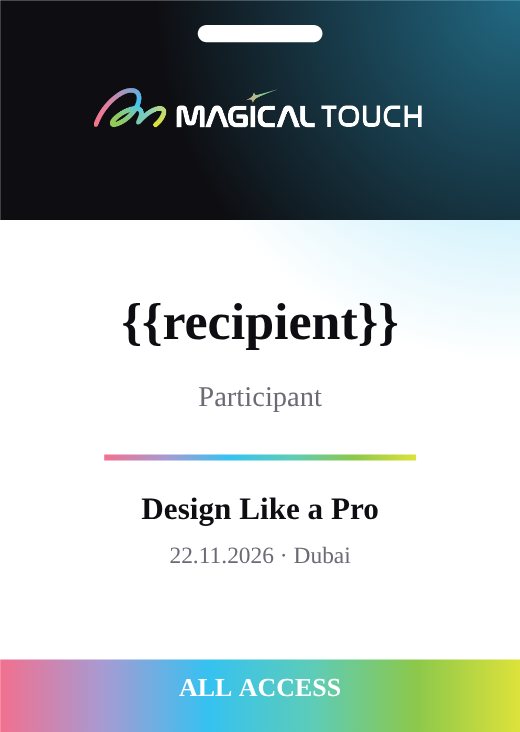 MAGICAL TOUCH
{{recipient}}
Participant
Design Like a Pro
22.11.2026 · Dubai
ALL ACCESS